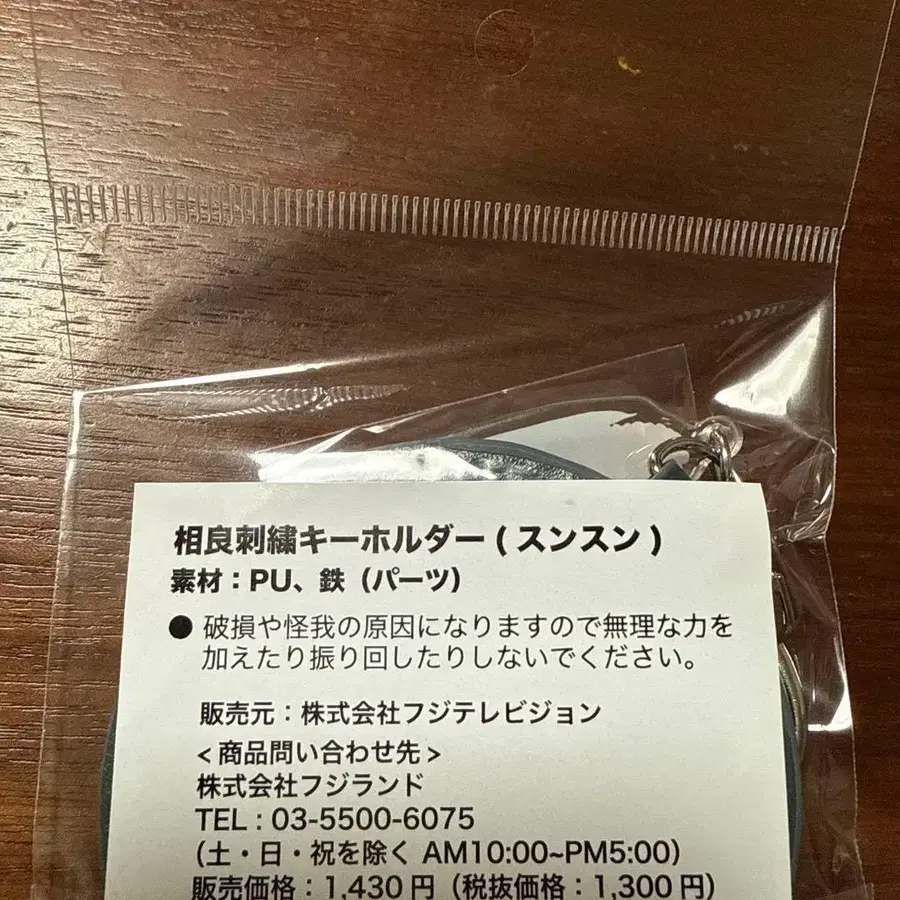 相良刺繍キーホルダー(スンスン)
素材：PU、鉄（パーツ）
● 破損や怪我の原因になりますので無理な力を
加えたり振り回したりしないでください。
販売元：株式会社フジテレビジョン
<商品問い合わせ先>
株式会社フジランド
TEL：03-5500-6075
(土・日・祝を除く AM10:00~PM5:00)
販売価格：1,430円（税抜価格：1,300円）